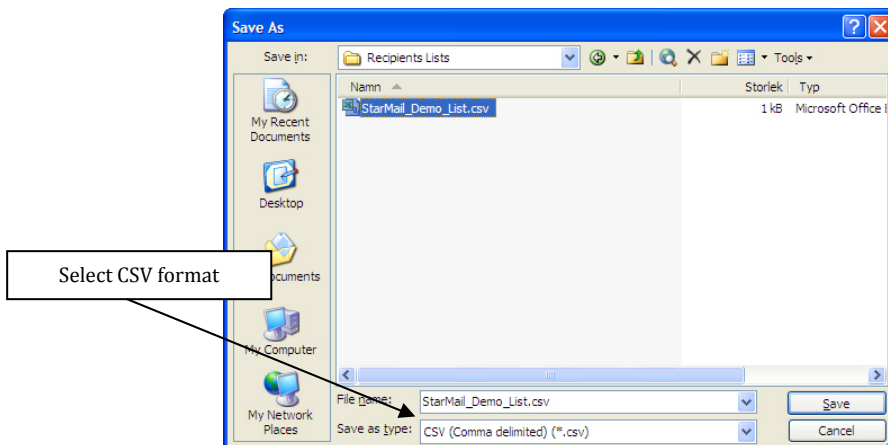 Save As
Save in:
Recipients Lists
Tools
Namn
Storlek
Typ
StarMail_Demo_List.csv
1 kB
Microsoft Office
My Recent
Documents
Desktop
Documents
Select CSV format
My Computer
My Network
Places
File name:
StarMail_Demo_List.csv
Save
Save as type:
CSV (Comma delimited) (*.csv)
Cancel